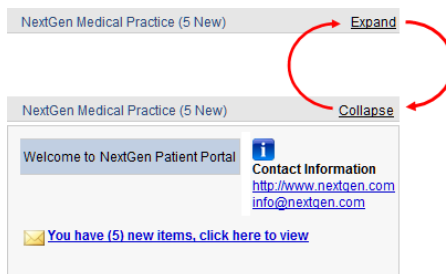 NextGen Medical Practice (5 New) Expand
NextGen Medical Practice (5 New) Collapse
Welcome to NextGen Patient Portal
Contact Information
http://www.nextgen.com
info@nextgen.com
You have (5) new items, click here to view